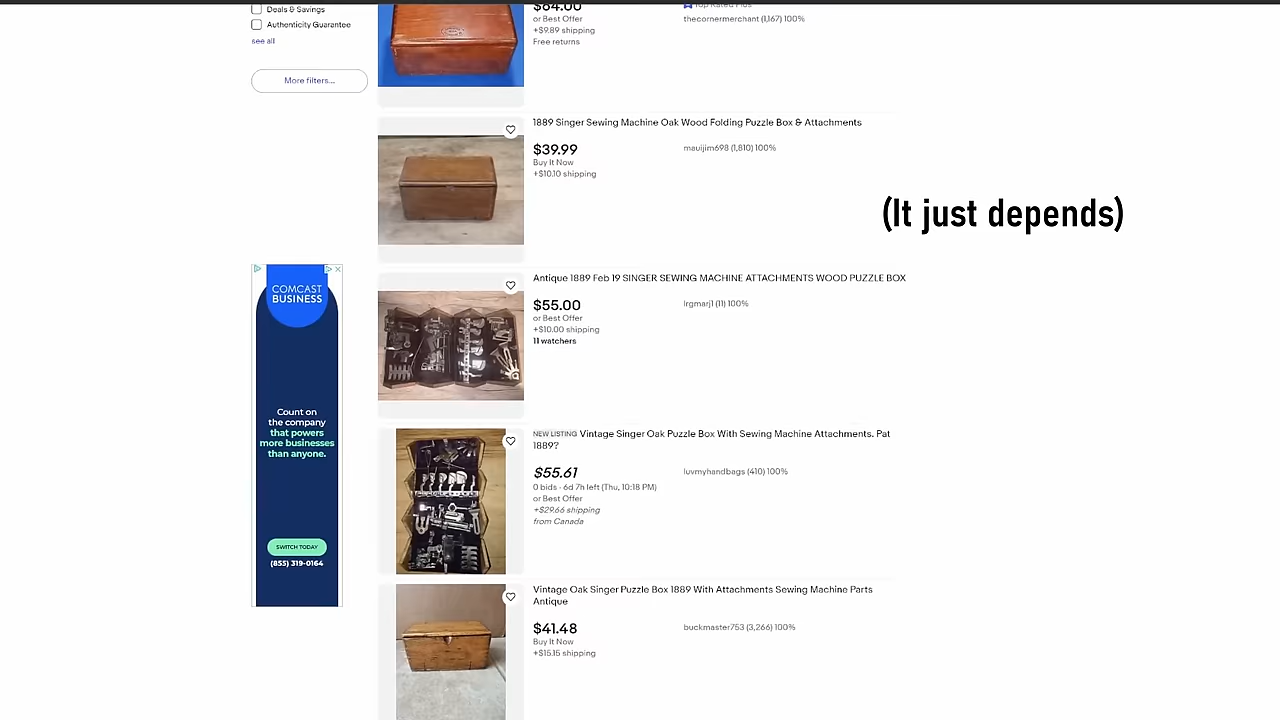 Deals & Savings
Authenticity Guarantee
see all
More filters...
$64.00
or Best Offer
+$9.89 shipping
Free returns
Top Rated Plus
thecornermerchant (1,167) 100%
1889 Singer Sewing Machine Oak Wood Folding Puzzle Box & Attachments
$39.99
Buy It Now
+$10.10 shipping
mauijim698 (1,810) 100%
(It just depends)
Antique 1889 Feb 19 SINGER SEWING MACHINE ATTACHMENTS WOOD PUZZLE BOX
$55.00
or Best Offer
+$10.00 shipping
11 watchers
lrgmarj1 (11) 100%
NEW LISTING Vintage Singer Oak Puzzle Box With Sewing Machine Attachments. Pat
1889?
$55.61
0 bids · 6d 7h left (Thu, 10:18 PM)
or Best Offer
+$29.66 shipping
from Canada
luvmyhandbags (410) 100%
Vintage Oak Singer Puzzle Box 1889 With Attachments Sewing Machine Parts
Antique
$41.48
Buy It Now
+$15.15 shipping
buckmaster753 (3,266) 100%
COMCAST
BUSINESS
Count on
the company
that powers
more businesses
than anyone.
SWITCH TODAY
(855) 319-0164